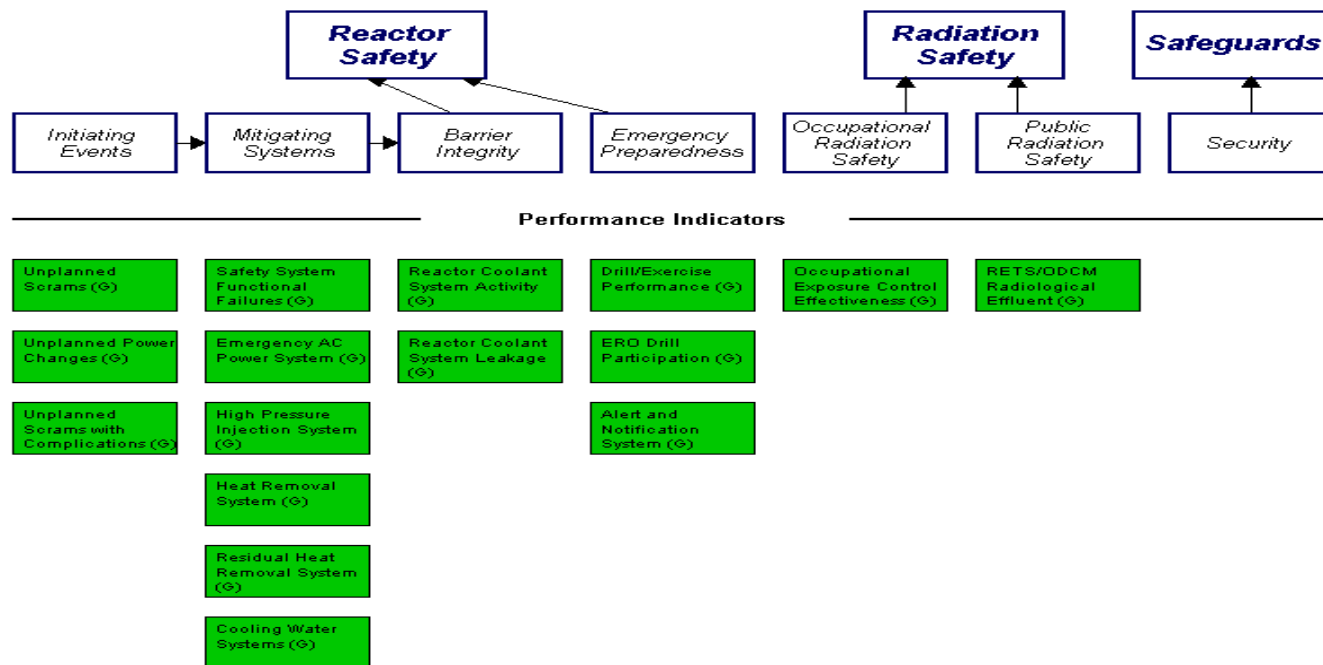 Reactor
Safety
Radiation
Safety
Safeguards
Initiating
Events
Mitigating
Systems
Barrier
Integrity
Emergency
Preparedness
Occupational
Radiation
Safety
Public
Radiation
Safety
Security
Performance Indicators
Unplanned
Scrams (G)
Safety System
Functional
Failures (G)
Reactor Coolant
System Activity
(G)
Drill/Exercise
Performance (G)
Occupational
Exposure Control
Effectiveness (G)
RETS/ODCM
Radiological
Effluent (G)
Unplanned Power
Changes (G)
Emergency AC
Power System (G)
Reactor Coolant
System Leakage
(G)
ERO Drill
Participation (G)
Unplanned
Scrams with
Complications (G)
High Pressure
Injection System
(G)
Alert and
Notification
System (G)
Heat Removal
System (G)
Residual Heat
Removal System
(G)
Cooling Water
Systems (G)